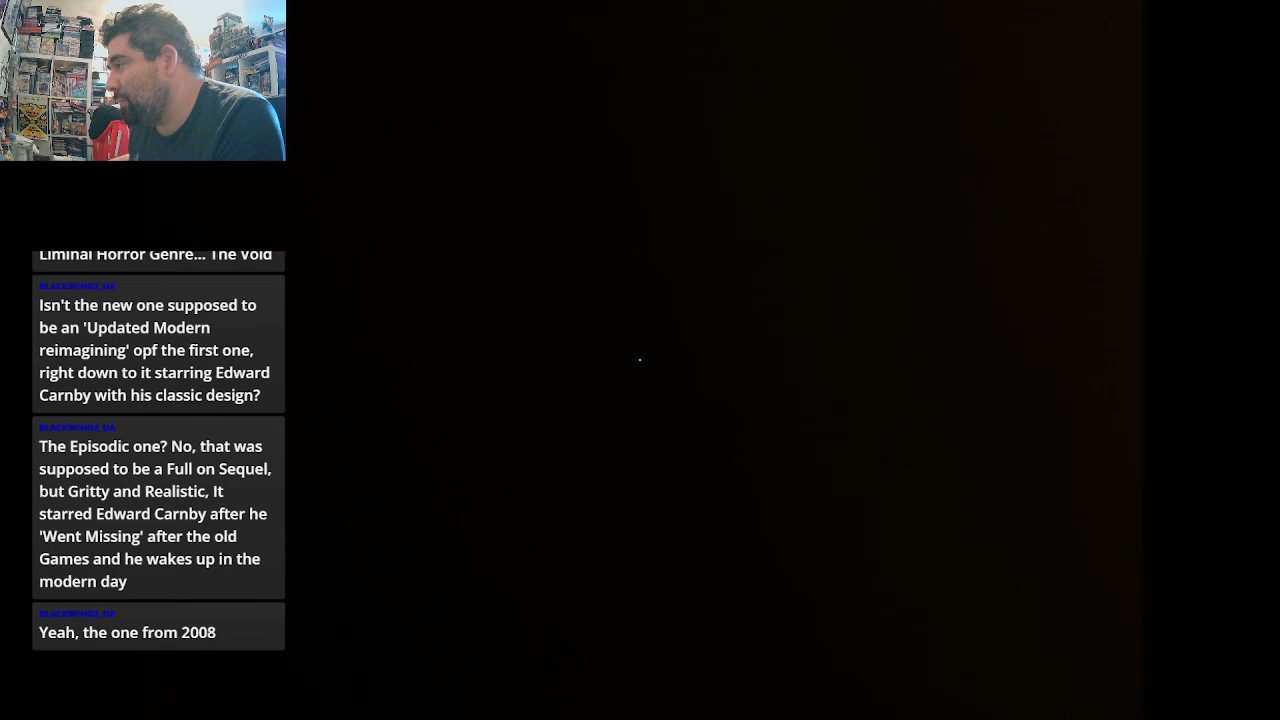 Liminal Horror Genre... The Void
BLACKWING2_DA
Isn't the new one supposed to
be an 'Updated Modern
reimagining' opf the first one,
right down to it starring Edward
Carnby with his classic design?
BLACKWING2_DA
The Episodic one? No, that was
supposed to be a Full on Sequel,
but Gritty and Realistic, It
starred Edward Carnby after he
'Went Missing' after the old
Games and he wakes up in the
modern day
BLACKWING2_DA
Yeah, the one from 2008